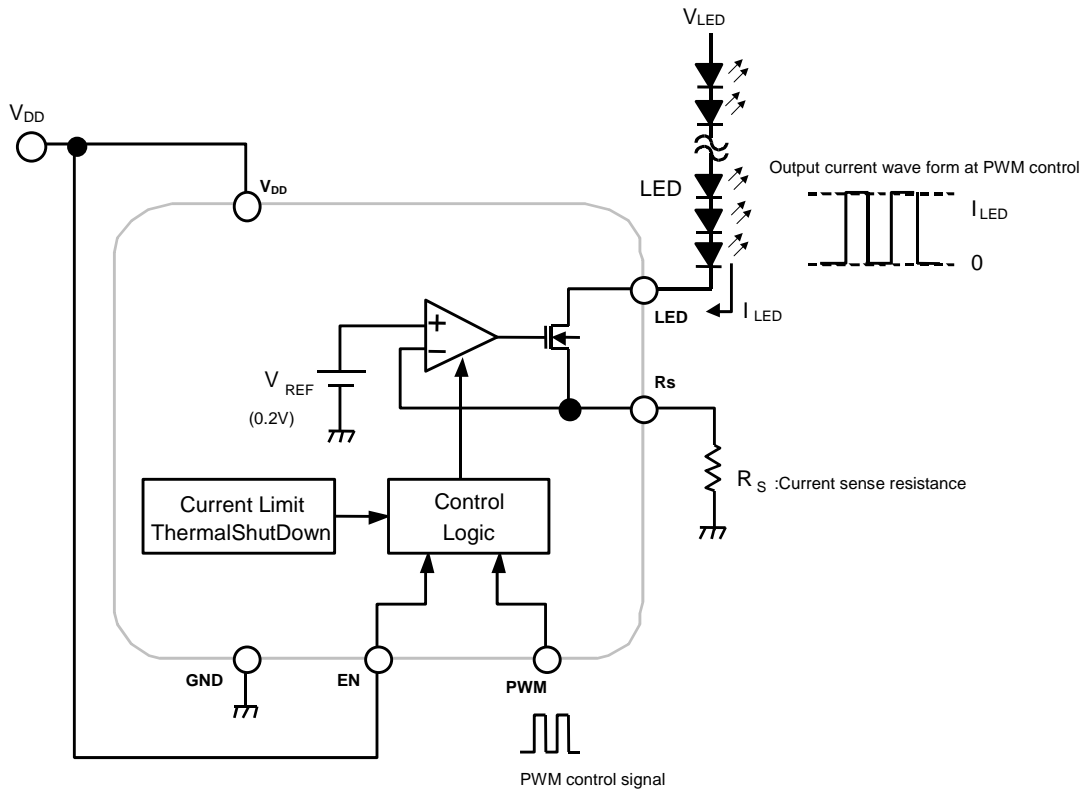 VLED
VDD
VDD
LED
Output current wave form at PWM control
ILED
0
LED
ILED
+
−
VREF
(0.2V)
Rs
RS :Current sense resistance
Current Limit
ThermalShutDown
Control
Logic
GND
EN
PWM
PWM control signal